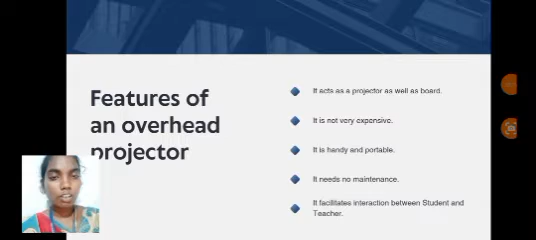 Features of
an overhead
projector
It acts as a projector as well as board.
It is not very expensive.
It is handy and portable.
It needs no maintenance.
It facilitates interaction between Student and
Teacher.